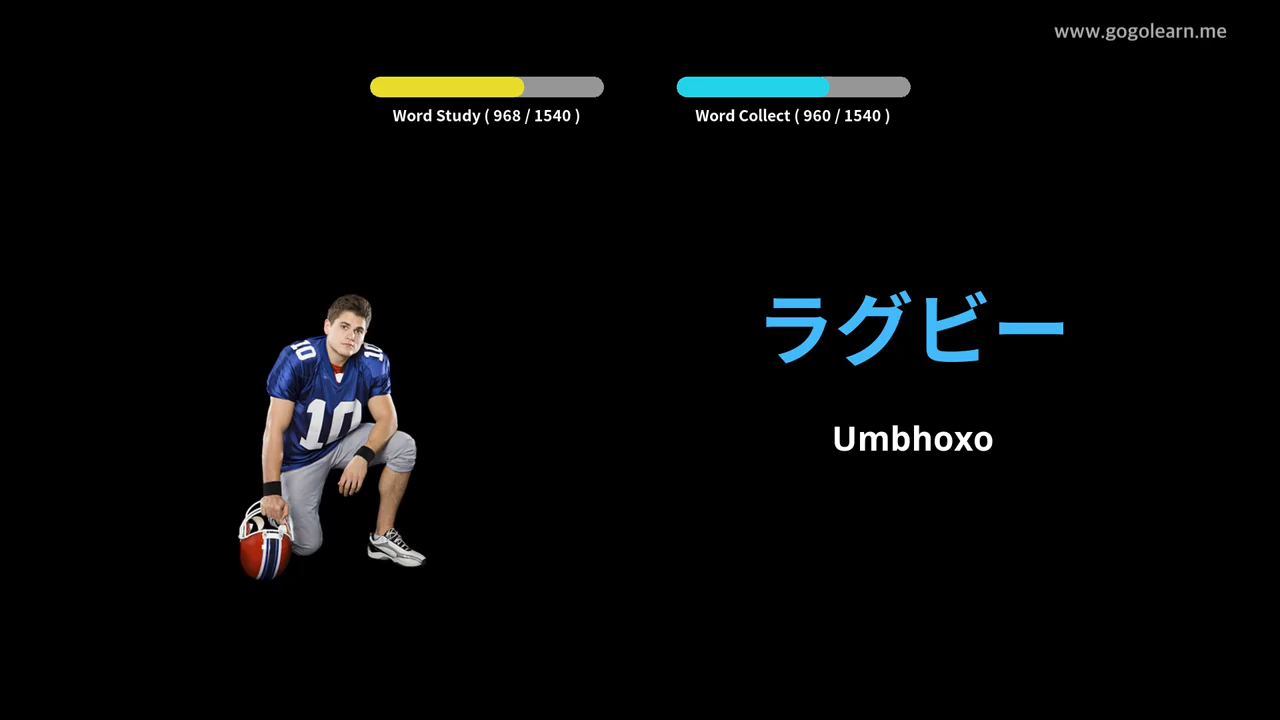 www.gogolearn.me
Word Study ( 968 / 1540 )
Word Collect ( 960 / 1540 )
ラグビー
Umbhoxo
10
10
10